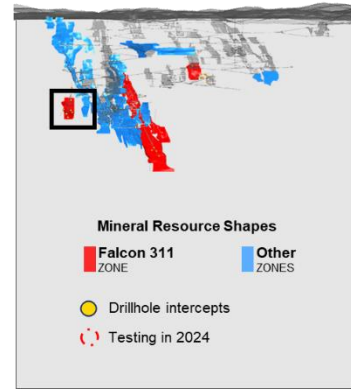 Mineral Resource Shapes
Falcon 311
ZONE
Other
ZONES
Drillhole intercepts
Testing in 2024